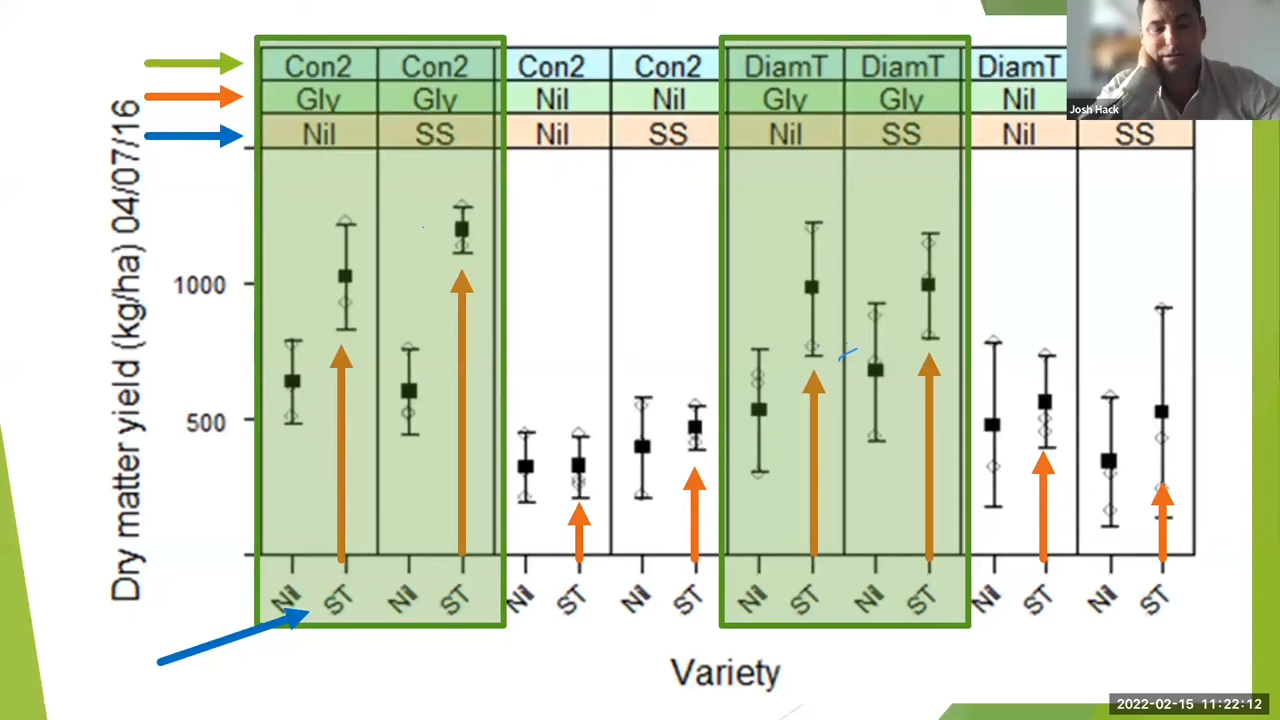 Con2 Con2 Con2 Con2 DiamT DiamT DiamT
Gly Gly Nil Nil Gly Gly Nil
Nil SS Nil SS Nil SS Nil SS
Josh Hack
Dry matter yield (kg/ha) 04/07/16
1000
500
Nil ST Nil ST Nil ST Nil ST Nil ST Nil ST Nil ST Nil ST
Variety
2022-02-15 11:22:12